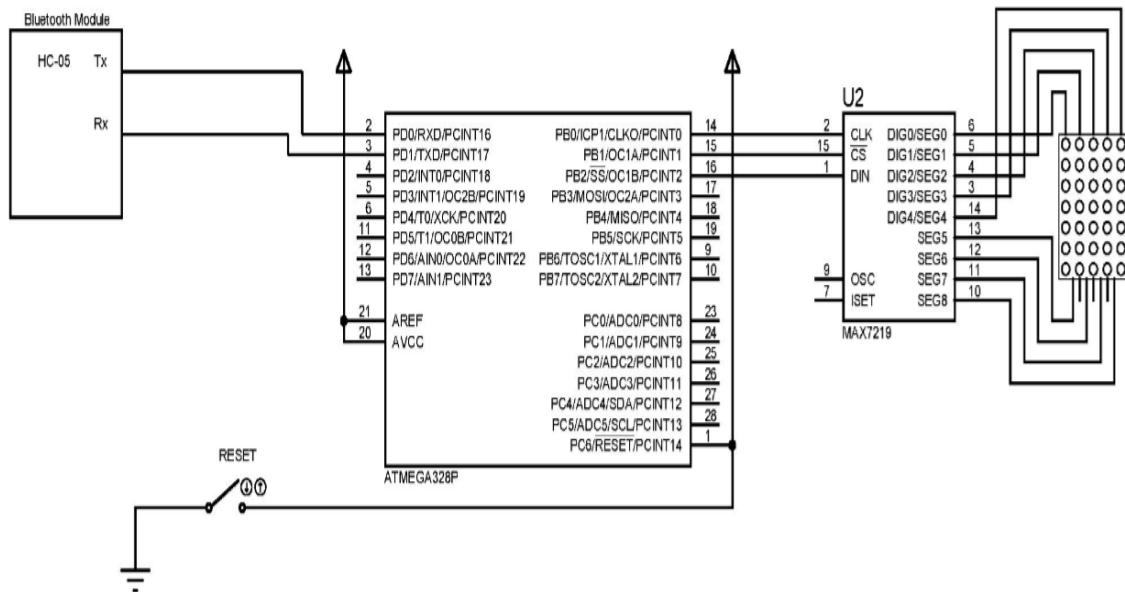 Bluetooth Module
HC-05 Tx
Rx
2 PD0/RXD/PCINT16
3 PD1/TXD/PCINT17
4 PD2/INT0/PCINT18
5 PD3/INT1/OC2B/PCINT19
6 PD4/T0/XCK/PCINT20
11 PD5/T1/OC0B/PCINT21
12 PD6/AIN0/OC0A/PCINT22
13 PD7/AIN1/PCINT23
21 AREF
20 AVCC
PB0/ICP1/CLKO/PCINT0 14
PB1/OC1A/PCINT1 15
PB2/SS/OC1B/PCINT2 16
PB3/MOSI/OC2A/PCINT3 17
PB4/MISO/PCINT4 18
PB5/SCK/PCINT5 19
PB6/TOSC1/XTAL1/PCINT6 9
PB7/TOSC2/XTAL2/PCINT7 10
PC0/ADC0/PCINT8 23
PC1/ADC1/PCINT9 24
PC2/ADC2/PCINT10 25
PC3/ADC3/PCINT11 26
PC4/ADC4/SDA/PCINT12 27
PC5/ADC5/SCL/PCINT13 28
PC6/RESET/PCINT14 1
ATMEGA328P
U2
2 CLK
15 CS
1 DIN
9 OSC
7 ISET
DIG0/SEG0 6
DIG1/SEG1 5
DIG2/SEG2 4
DIG3/SEG3 3
DIG4/SEG4 14
SEG5 13
SEG6 12
SEG7 11
SEG8 10
MAX7219
RESET